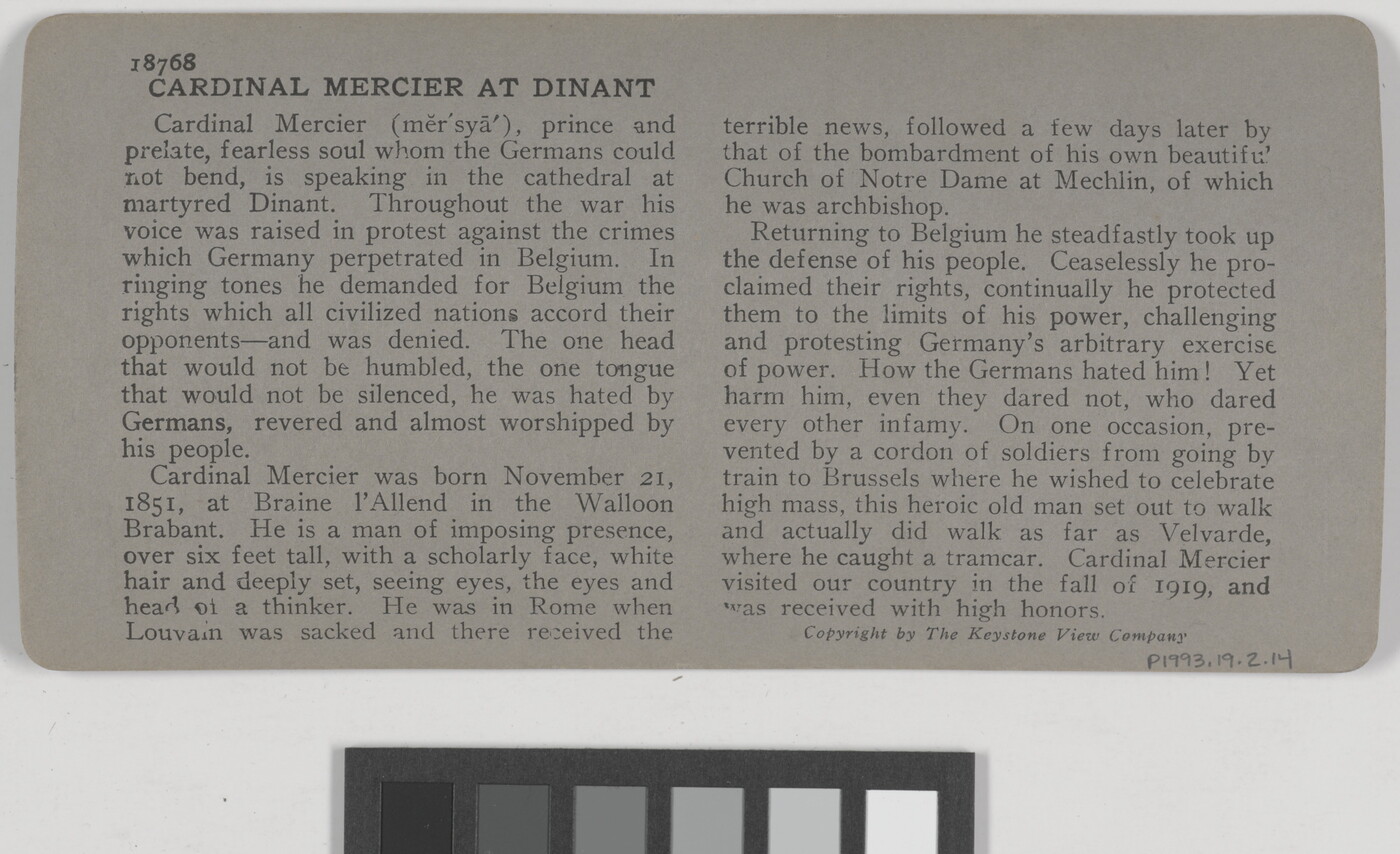 18768
CARDINAL MERCIER AT DINANT
Cardinal Mercier (mĕr′syā′), prince and
prelate, fearless soul whom the Germans could
not bend, is speaking in the cathedral at
martyred Dinant. Throughout the war his
voice was raised in protest against the crimes
which Germany perpetrated in Belgium. In
ringing tones he demanded for Belgium the
rights which all civilized nations accord their
opponents—and was denied. The one head
that would not be humbled, the one tongue
that would not be silenced, he was hated by
Germans, revered and almost worshipped by
his people.
Cardinal Mercier was born November 21,
1851, at Braine l'Allend in the Walloon
Brabant. He is a man of imposing presence,
over six feet tall, with a scholarly face, white
hair and deeply set, seeing eyes, the eyes and
head of a thinker. He was in Rome when
Louvain was sacked and there received the
terrible news, followed a few days later by
that of the bombardment of his own beautiful
Church of Notre Dame at Mechlin, of which
he was archbishop.
Returning to Belgium he steadfastly took up
the defense of his people. Ceaselessly he pro-
claimed their rights, continually he protected
them to the limits of his power, challenging
and protesting Germany's arbitrary exercise
of power. How the Germans hated him! Yet
harm him, even they dared not, who dared
every other infamy. On one occasion, pre-
vented by a cordon of soldiers from going by
train to Brussels where he wished to celebrate
high mass, this heroic old man set out to walk
and actually did walk as far as Velvarde,
where he caught a tramcar. Cardinal Mercier
visited our country in the fall of 1919, and
was received with high honors.
Copyright by The Keystone View Company
P1993.19.2.14